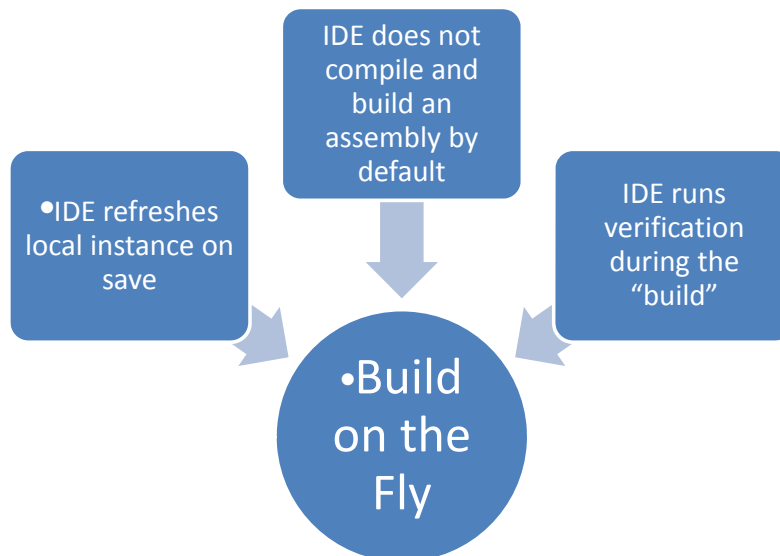 IDE does not
compile and
build an
assembly by
default
•IDE refreshes
local instance on
save
IDE runs
verification
during the
“build”
•Build
on the
Fly